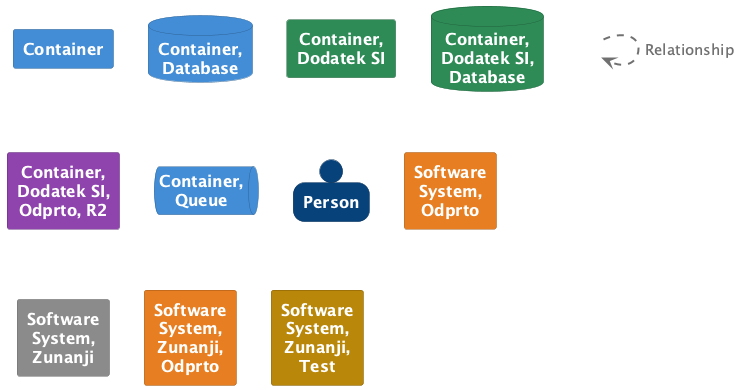 Container
Container,
Database
Container,
Dodatek SI
Container,
Dodatek SI,
Database
Relationship
Container,
Dodatek SI,
Odprto, R2
Container,
Queue
Person
Software
System,
Odprto
Software
System,
Zunanji
Software
System,
Zunanji,
Odprto
Software
System,
Zunanji,
Test